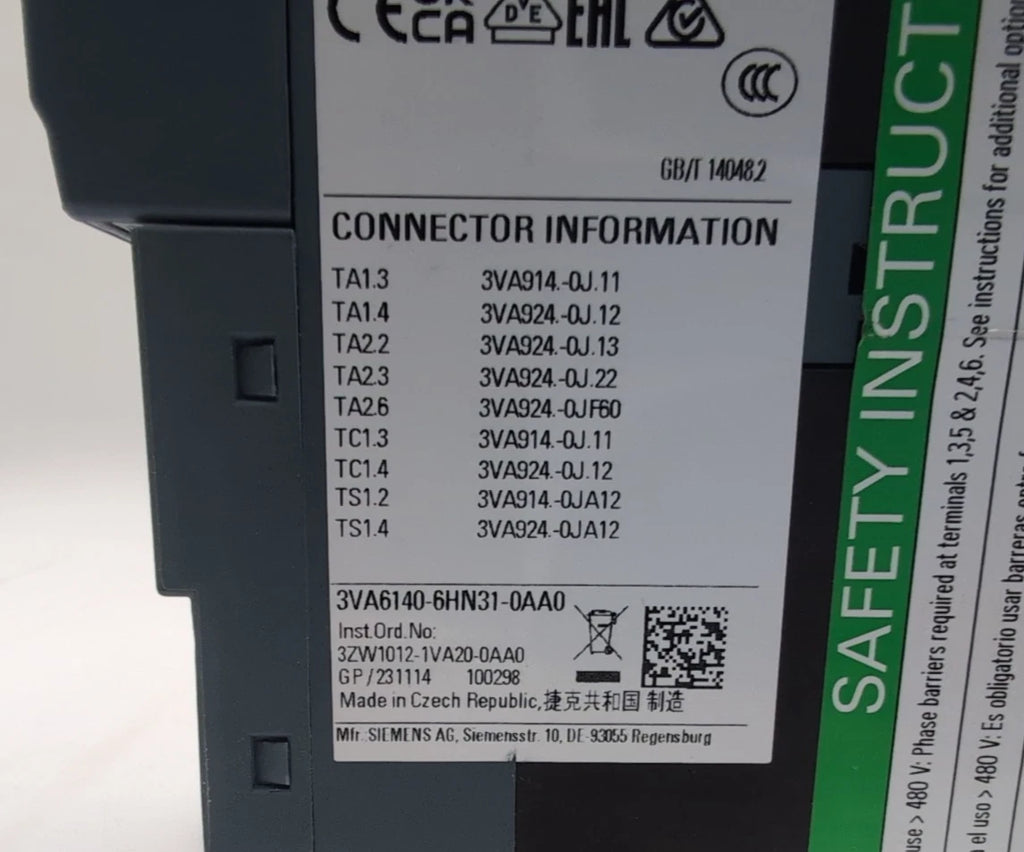 UK
CA
DVE
EAC
CCC
GB/T 14048.2
CONNECTOR INFORMATION
TA1.3 3VA914.-0J.11
TA1.4 3VA924.-0J.12
TA2.2 3VA924.-0J.13
TA2.3 3VA924.-0J.22
TA2.6 3VA924.-0JF60
TC1.3 3VA914.-0J.11
TC1.4 3VA924.-0J.12
TS1.2 3VA914.-0JA12
TS1.4 3VA924.-0JA12
3VA6140-6HN31-0AA0
Inst.Ord.No:
3ZW1012-1VA20-0AA0
GP/231114 100298
Made in Czech Republic,捷克共和国 制造
Mfr.:SIEMENS AG, Siemensstr. 10, DE-93055 Regensburg
SAFETY INSTRUCT
use > 480 V: Phase barriers required at terminals 1,3,5 & 2,4,6. See instructions for additional option
el uso > 480 V: Es obligatorio usar barreras